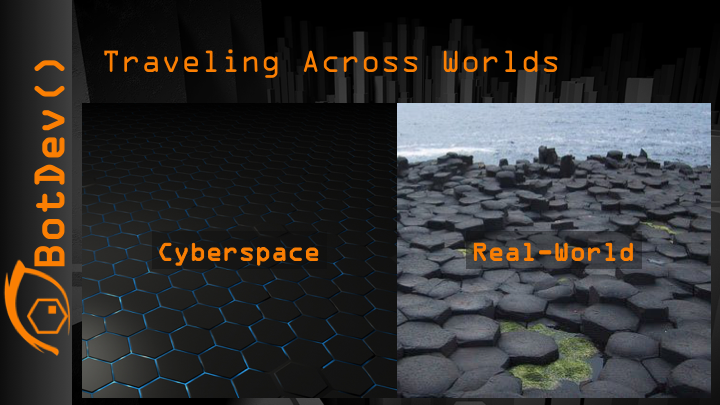 Traveling Across Worlds
BotDev()
Cyberspace
Real-World